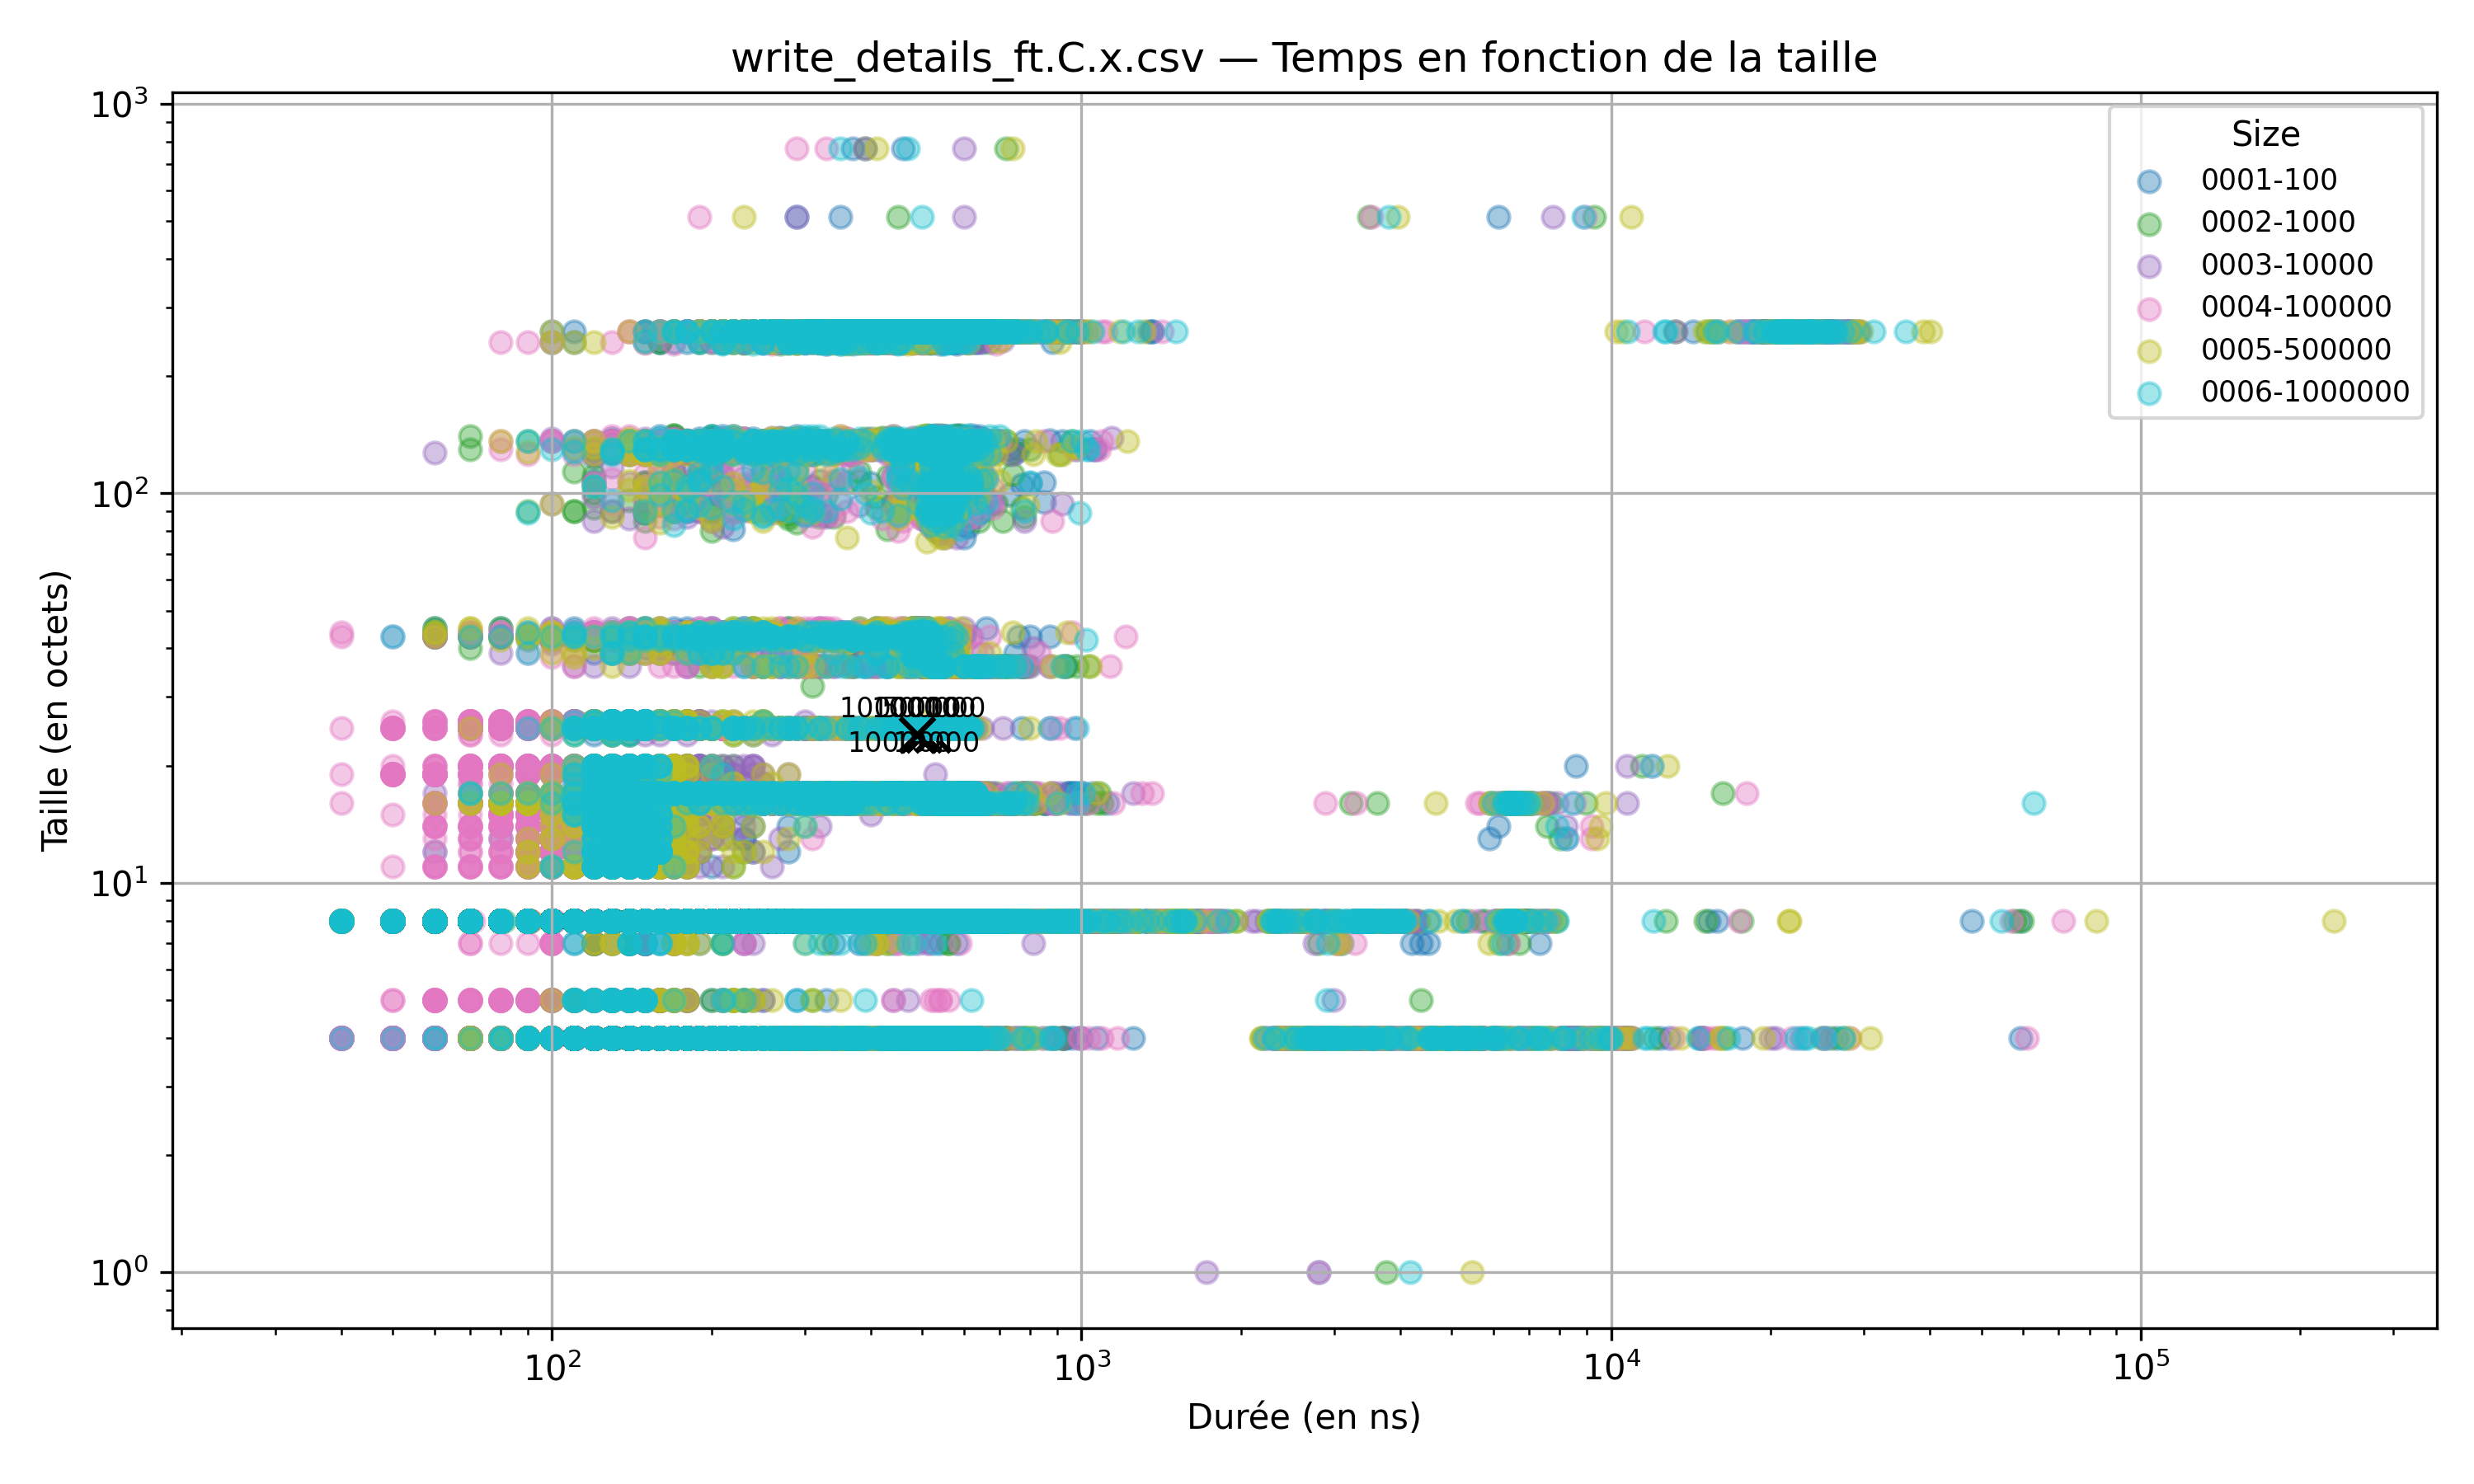 write_details_ft.C.x.csv — Temps en fonction de la taille
Taille (en octets)
10³
10²
10¹
10⁰
Size
0001-100
0002-1000
0003-10000
0004-100000
0005-500000
0006-1000000
10² 10³ 10⁴ 10⁵
Durée (en ns)